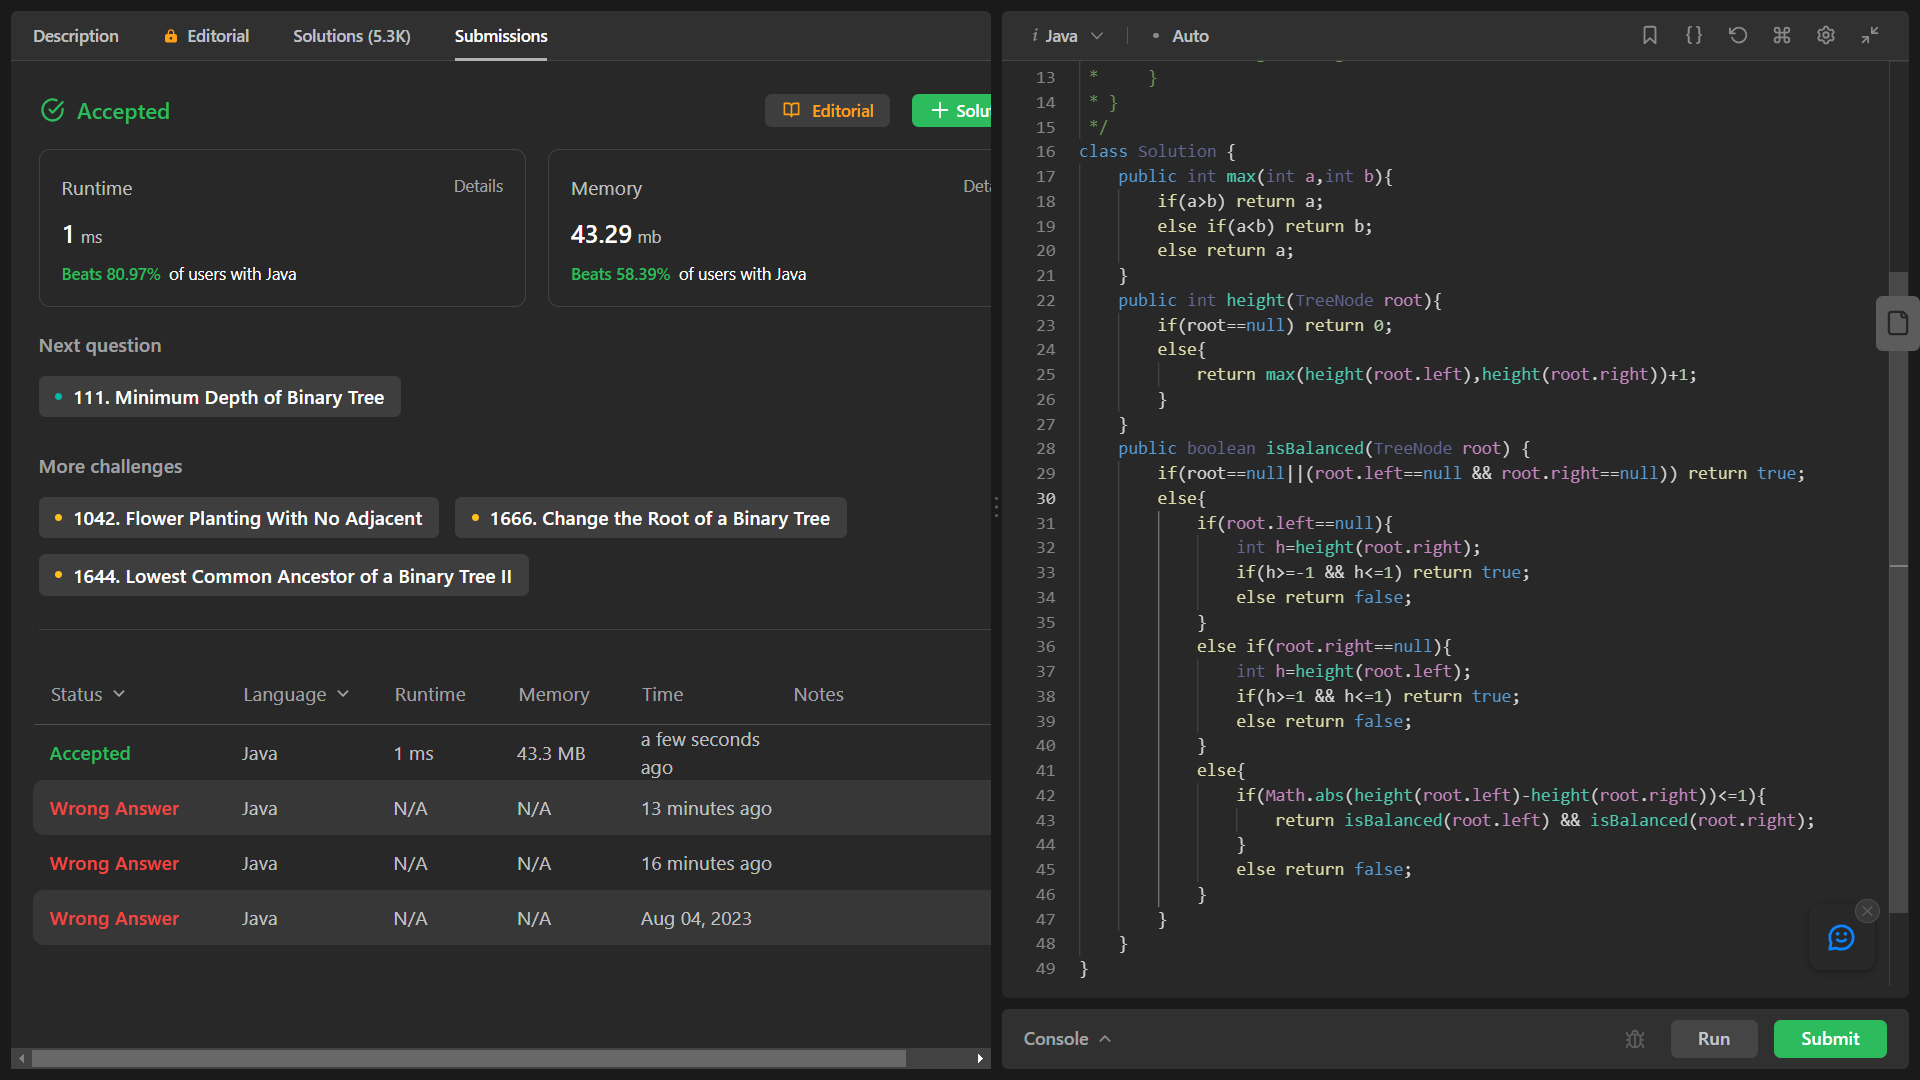 Description
Editorial
Solutions (5.3K)
Submissions
Accepted
Editorial
Solu
Runtime
Details
1 ms
Beats 80.97% of users with Java
Memory
Deta
43.29 mb
Beats 58.39% of users with Java
Next question
111. Minimum Depth of Binary Tree
More challenges
1042. Flower Planting With No Adjacent
1666. Change the Root of a Binary Tree
1644. Lowest Common Ancestor of a Binary Tree II
Status Language Runtime Memory Time Notes
Accepted Java 1 ms 43.3 MB a few seconds ago
Wrong Answer Java N/A N/A 13 minutes ago
Wrong Answer Java N/A N/A 16 minutes ago
Wrong Answer Java N/A N/A Aug 04, 2023
i Java
• Auto
13 *     }
14 * }
15 */
16 class Solution {
17     public int max(int a,int b){
18         if(a>b) return a;
19         else if(a<b) return b;
20         else return a;
21     }
22     public int height(TreeNode root){
23         if(root==null) return 0;
24         else{
25             return max(height(root.left),height(root.right))+1;
26         }
27     }
28     public boolean isBalanced(TreeNode root) {
29         if(root==null||(root.left==null && root.right==null)) return true;
30         else{
31             if(root.left==null){
32                 int h=height(root.right);
33                 if(h>=-1 && h<=1) return true;
34                 else return false;
35             }
36             else if(root.right==null){
37                 int h=height(root.left);
38                 if(h>=1 && h<=1) return true;
39                 else return false;
40             }
41             else{
42                 if(Math.abs(height(root.left)-height(root.right))<=1){
43                     return isBalanced(root.left) && isBalanced(root.right);
44                 }
45                 else return false;
46             }
47         }
48     }
49 }
Console
Run
Submit